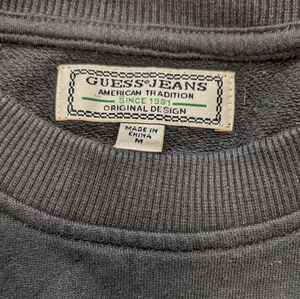 GUESS JEANS
AMERICAN TRADITION
SINCE 1981
ORIGINAL DESIGN
MADE IN
CHINA
M